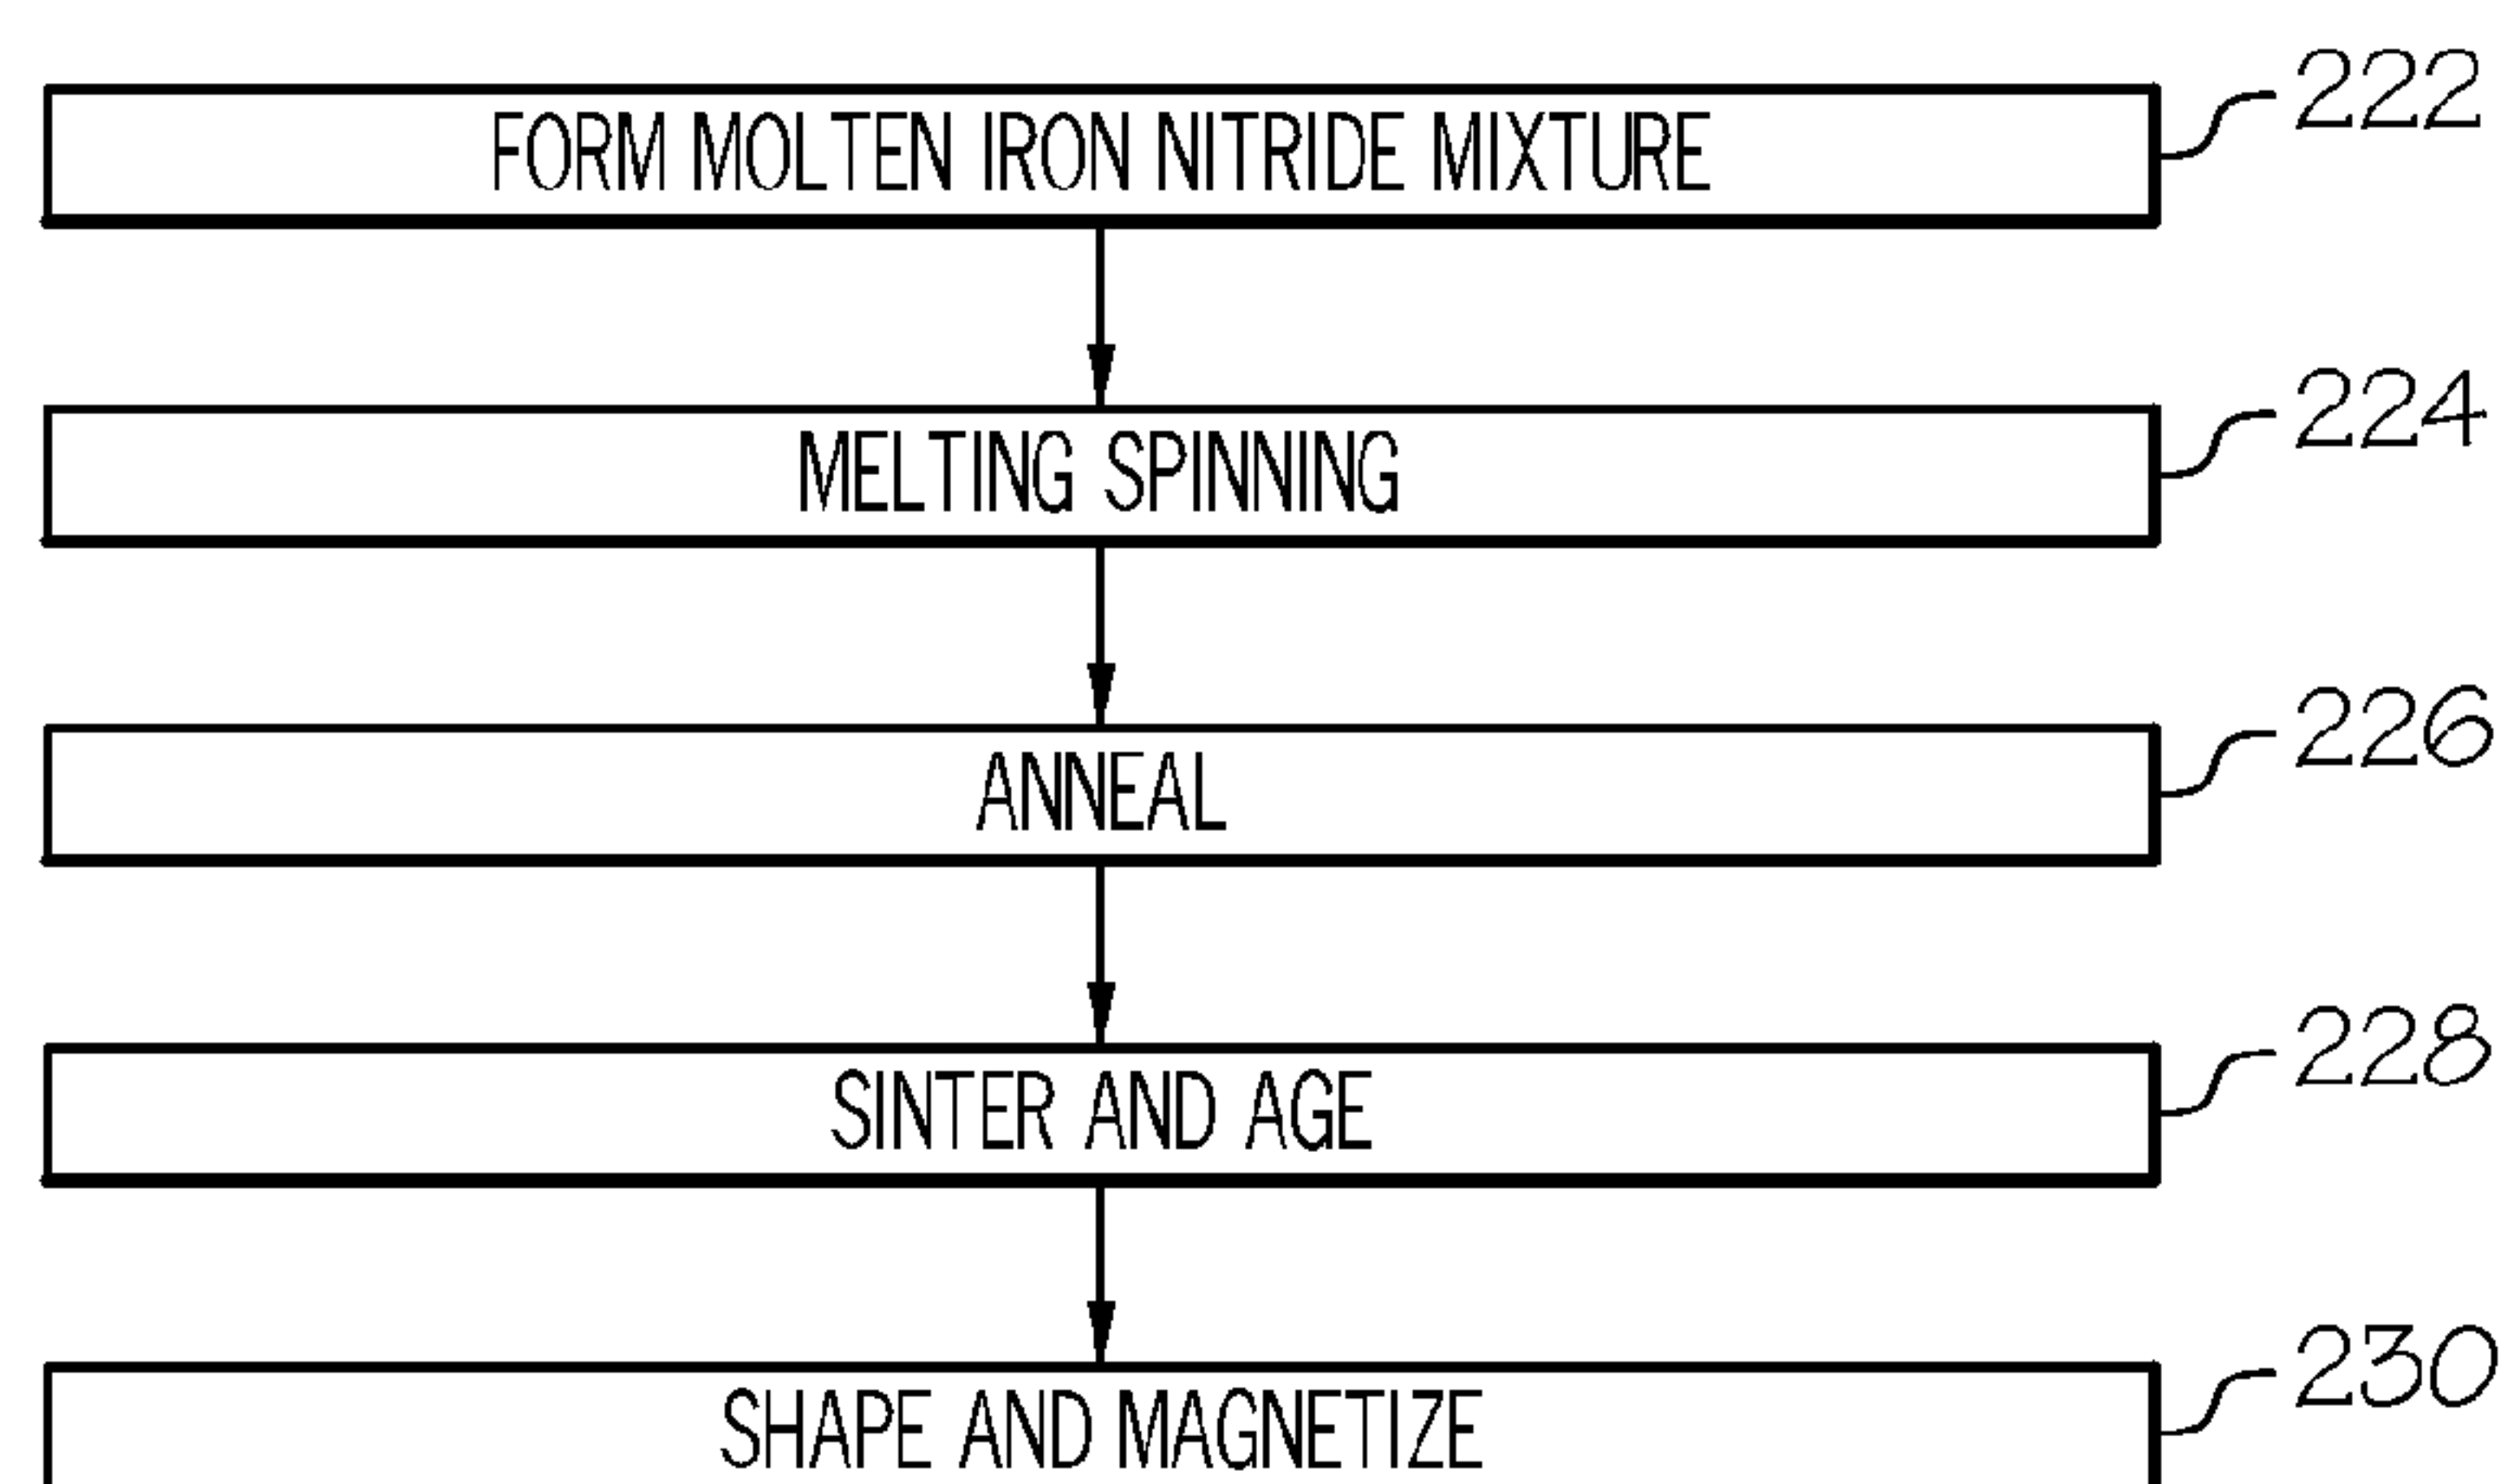 FORM MOLTEN IRON NITRIDE MIXTURE 222
MELTING SPINNING 224
ANNEAL 226
SINTER AND AGE 228
SHAPE AND MAGNETIZE 230